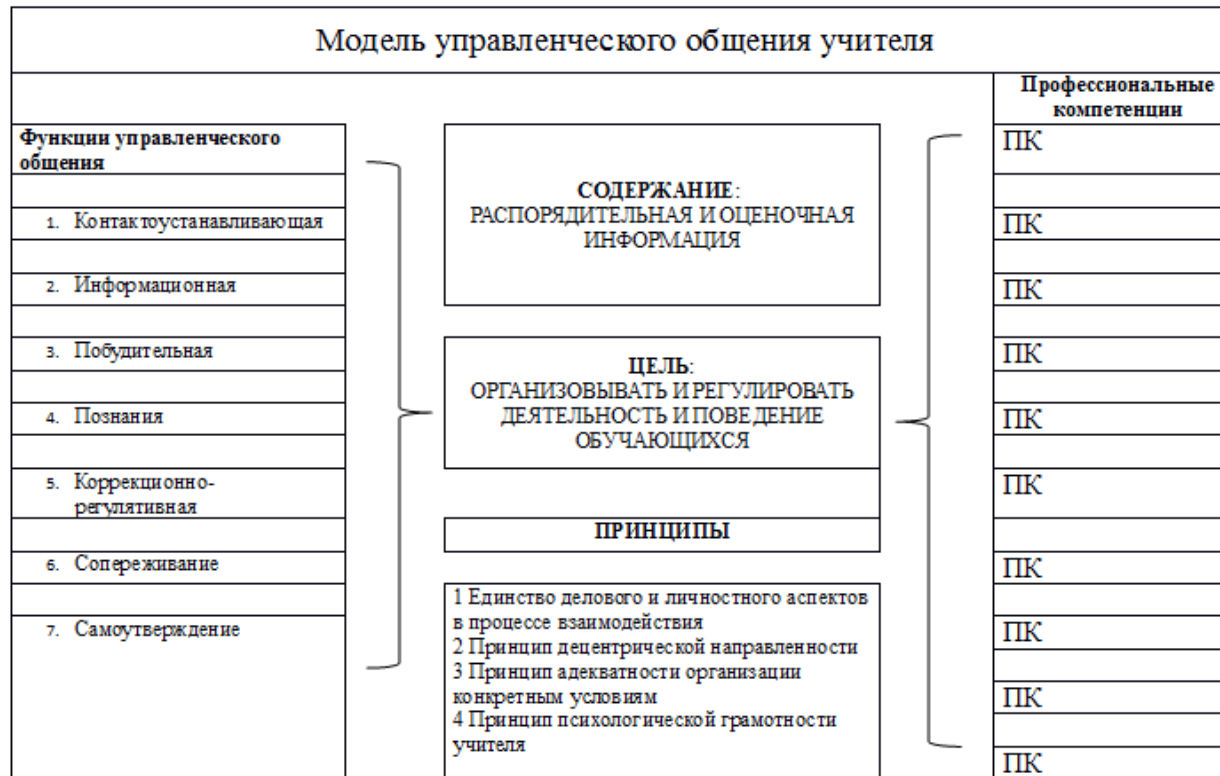 Модель управленческого общения учителя
Профессиональные
компетенции
Функции управленческого
общения
1. Контактоустанавливающая
2. Информационная
3. Побудительная
4. Познания
5. Коррекционно-
регулятивная
6. Сопереживание
7. Самоутверждение
СОДЕРЖАНИЕ:
РАСПОРЯДИТЕЛЬНАЯ И ОЦЕНОЧНАЯ
ИНФОРМАЦИЯ
ЦЕЛЬ:
ОРГАНИЗОВЫВАТЬ И РЕГУЛИРОВАТЬ
ДЕЯТЕЛЬНОСТЬ И ПОВЕДЕНИЕ
ОБУЧАЮЩИХСЯ
ПРИНЦИПЫ
1 Единство делового и личностного аспектов
в процессе взаимодействия
2 Принцип децентрической направленности
3 Принцип адекватности организации
конкретным условиям
4 Принцип психологической грамотности
учителя
ПК
ПК
ПК
ПК
ПК
ПК
ПК
ПК
ПК
ПК